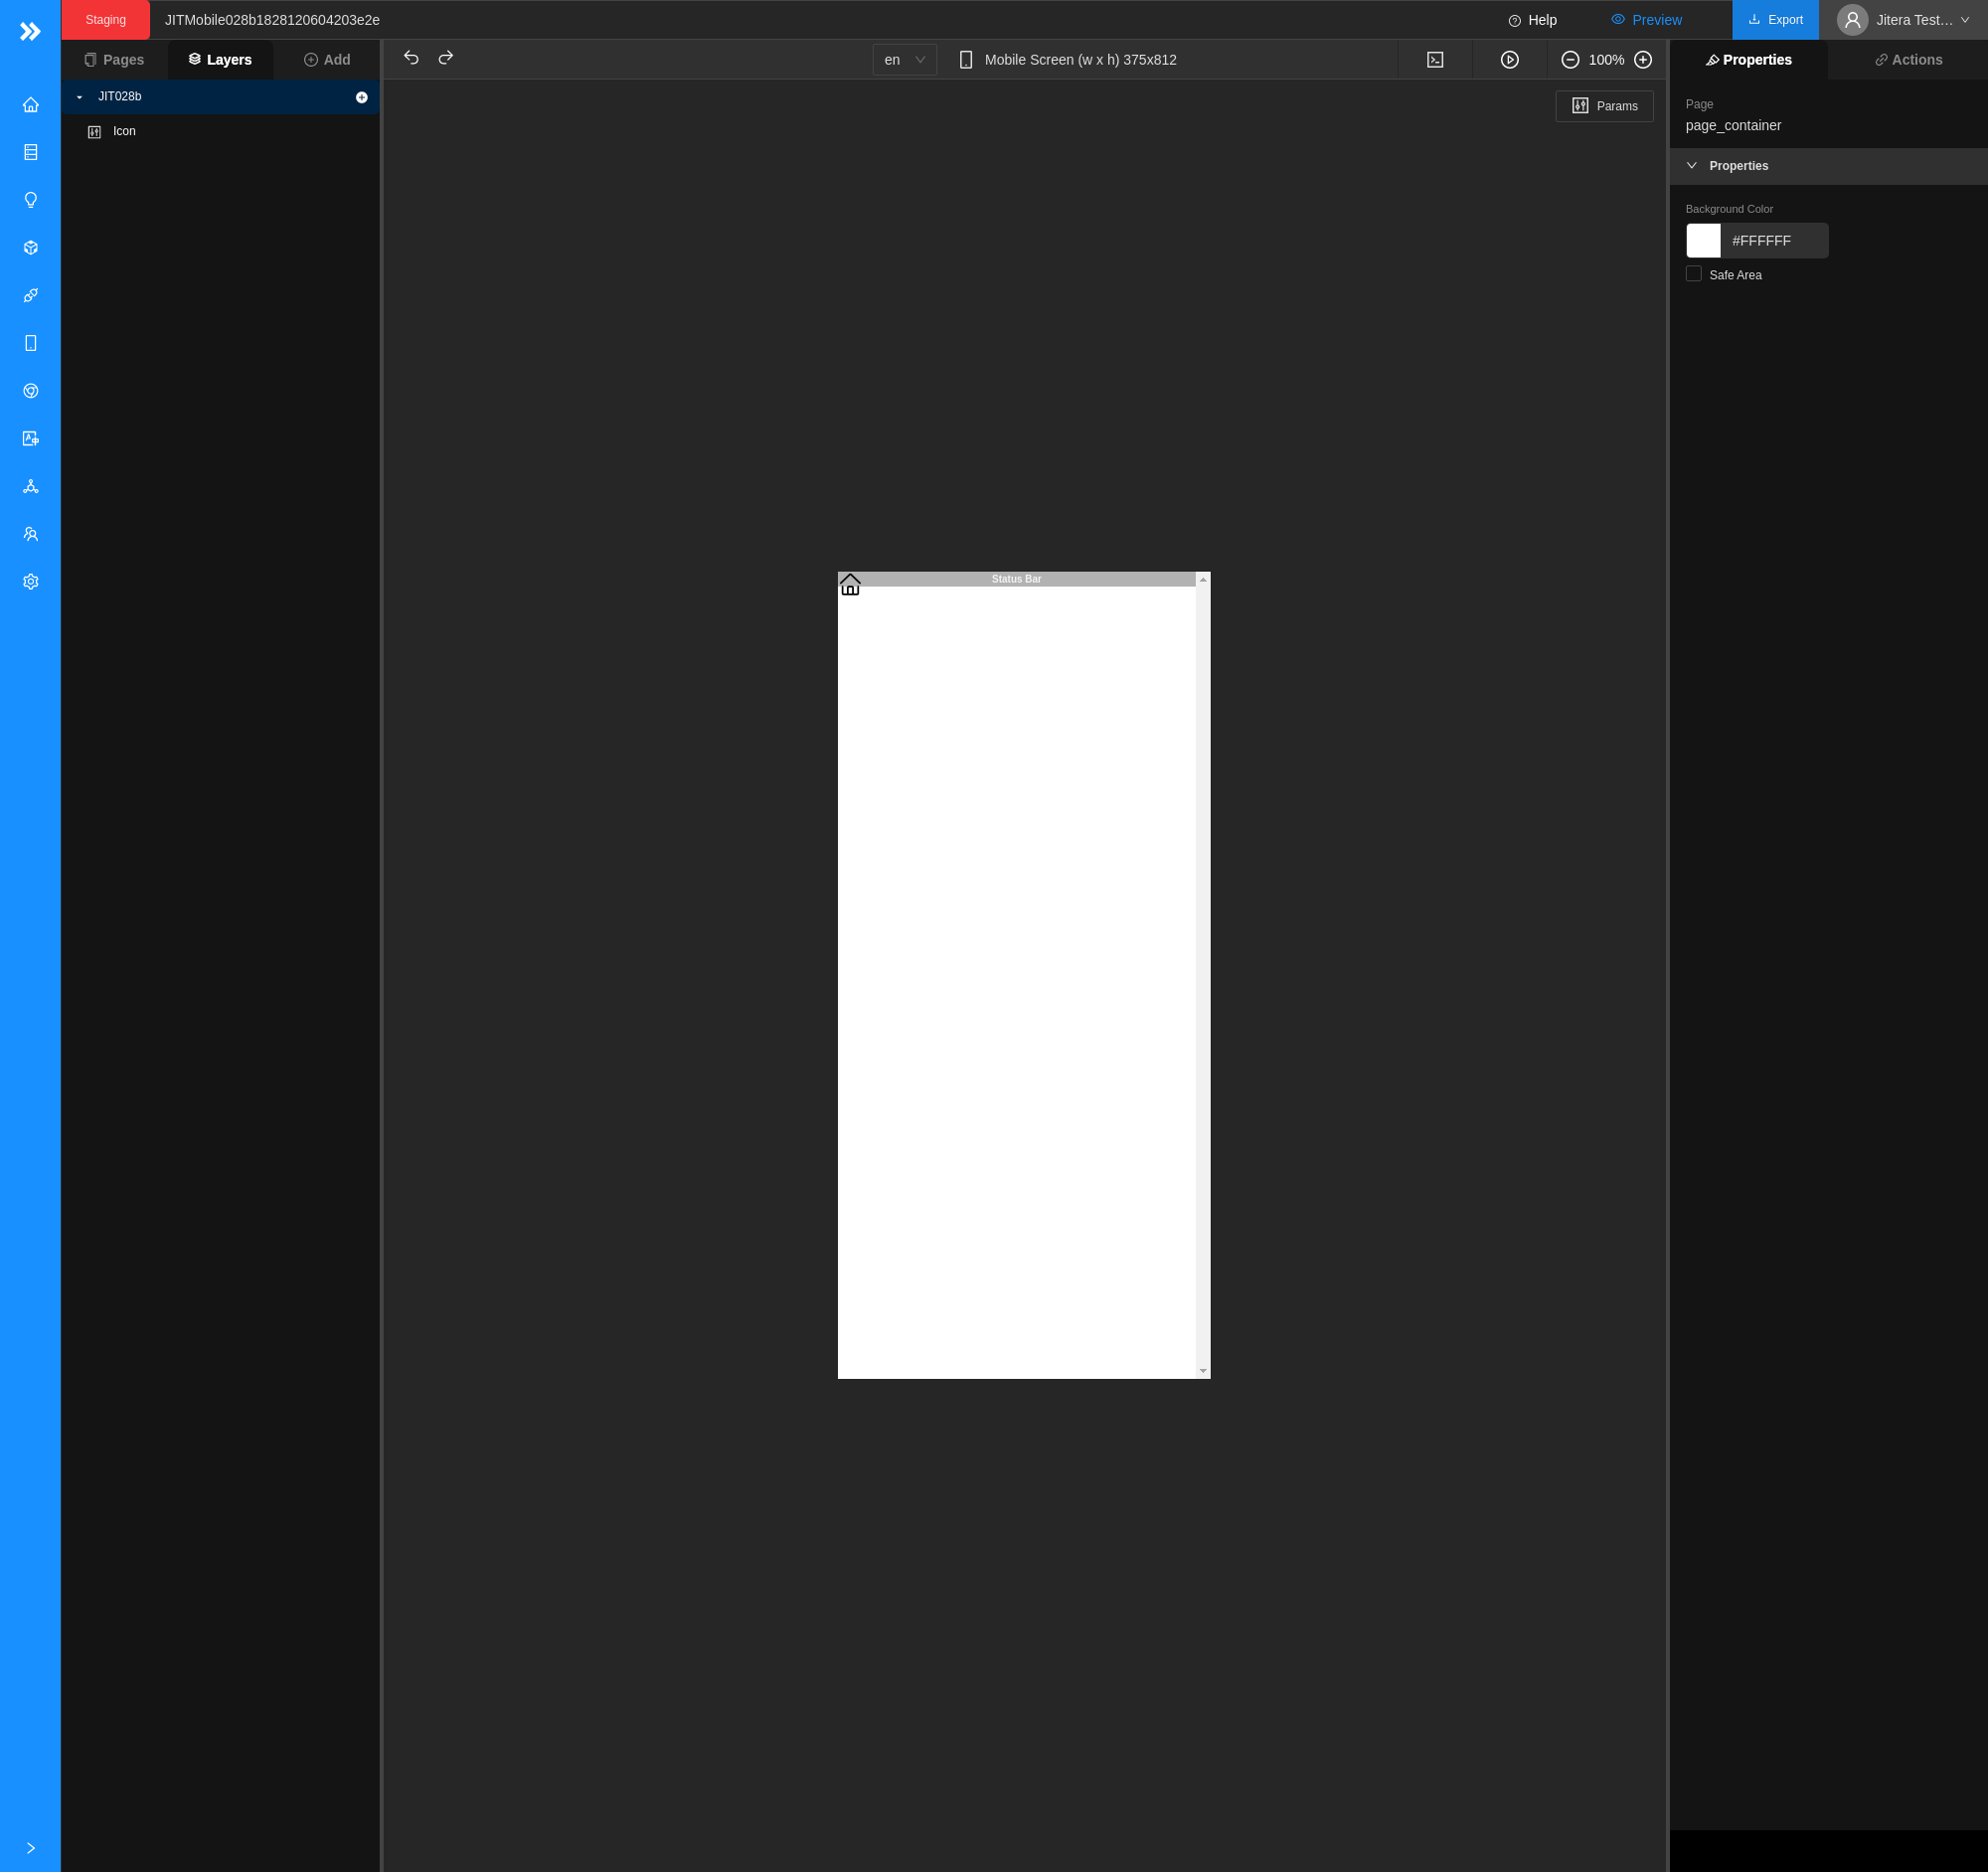 Staging
JITMobile028b1828120604203e2e
Help
Preview
Export
Jitera Test...
Pages
Layers
Add
en
Mobile Screen (w x h) 375x812
100%
Properties
Actions
JIT028b
Icon
Params
Page
page_container
Properties
Background Color
#FFFFFF
Safe Area
Status Bar